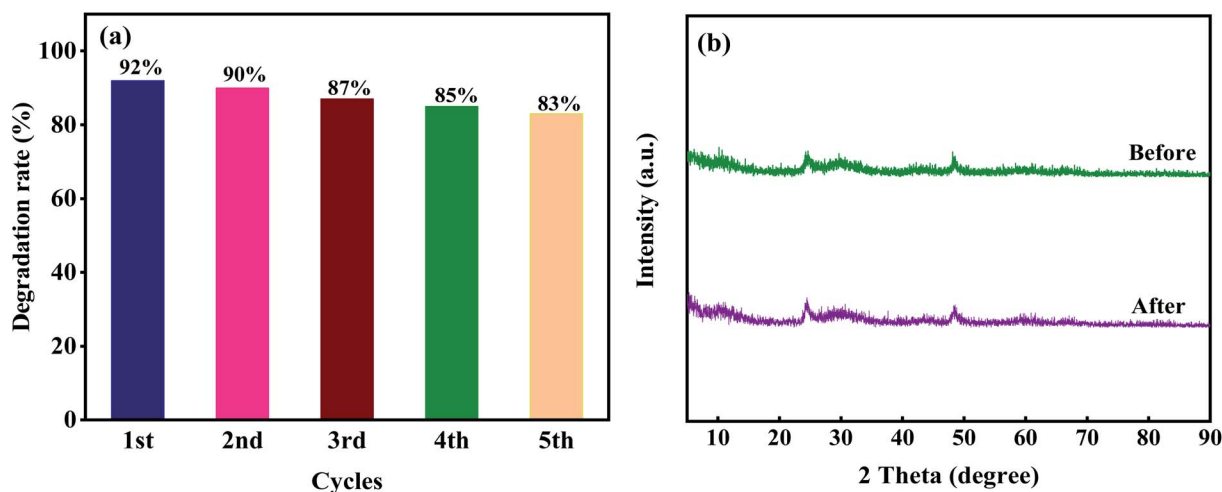 (a)
Degradation rate (%)
100
80
60
40
20
0
92%
90%
87%
85%
83%
1st 2nd 3rd 4th 5th
Cycles
(b)
Intensity (a.u.)
Before
After
10 20 30 40 50 60 70 80 90
2 Theta (degree)